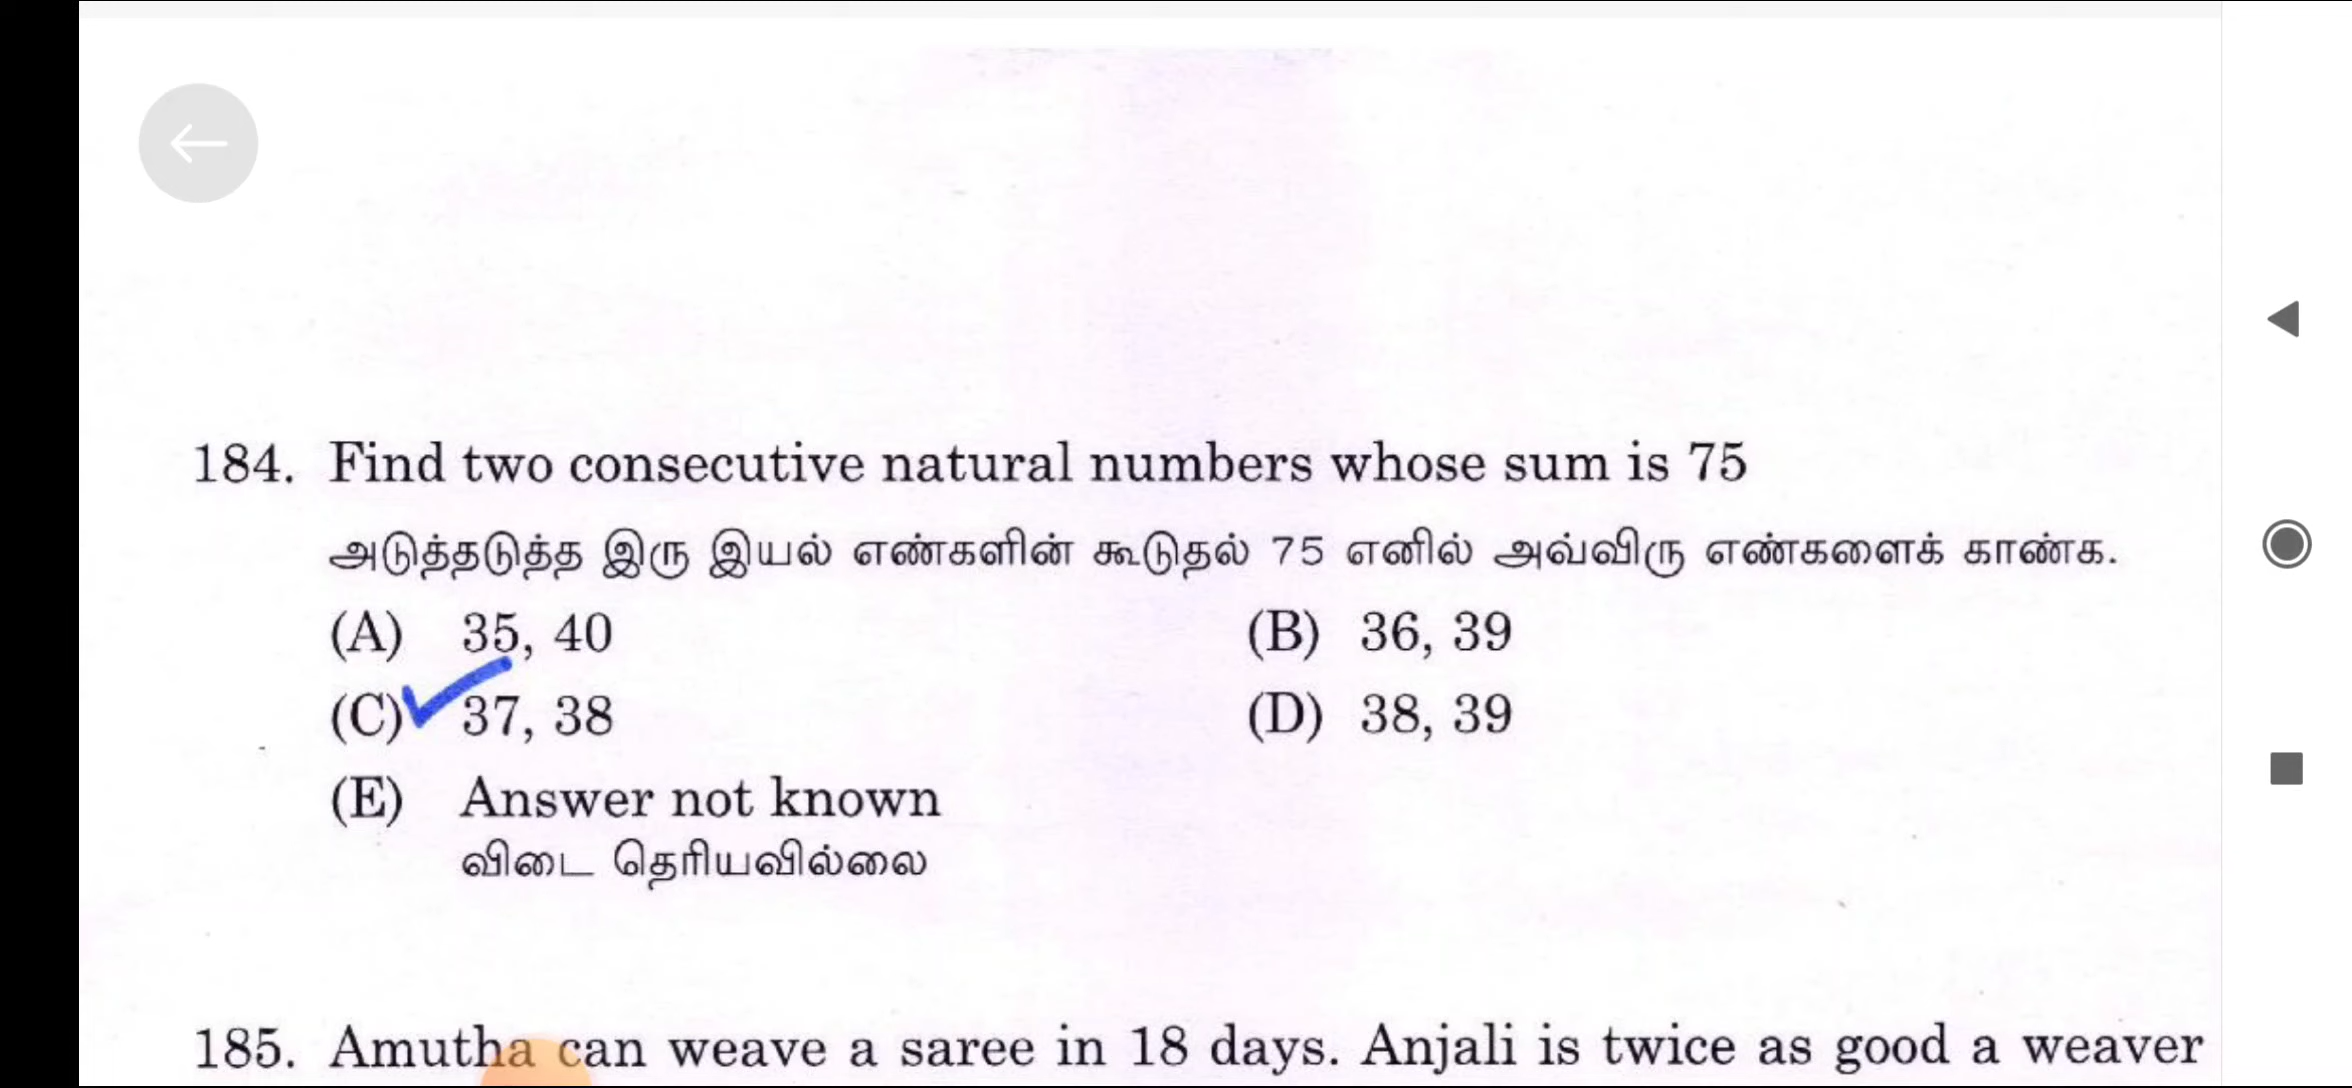 184. Find two consecutive natural numbers whose sum is 75
அடுத்தடுத்த இரு இயல் எண்களின் கூடுதல் 75 எனில் அவ்விரு எண்களைக் காண்க.
(A) 35, 40 (B) 36, 39
(C) 37, 38 (D) 38, 39
(E) Answer not known
விடை தெரியவில்லை
185. Amutha can weave a saree in 18 days. Anjali is twice as good a weaver